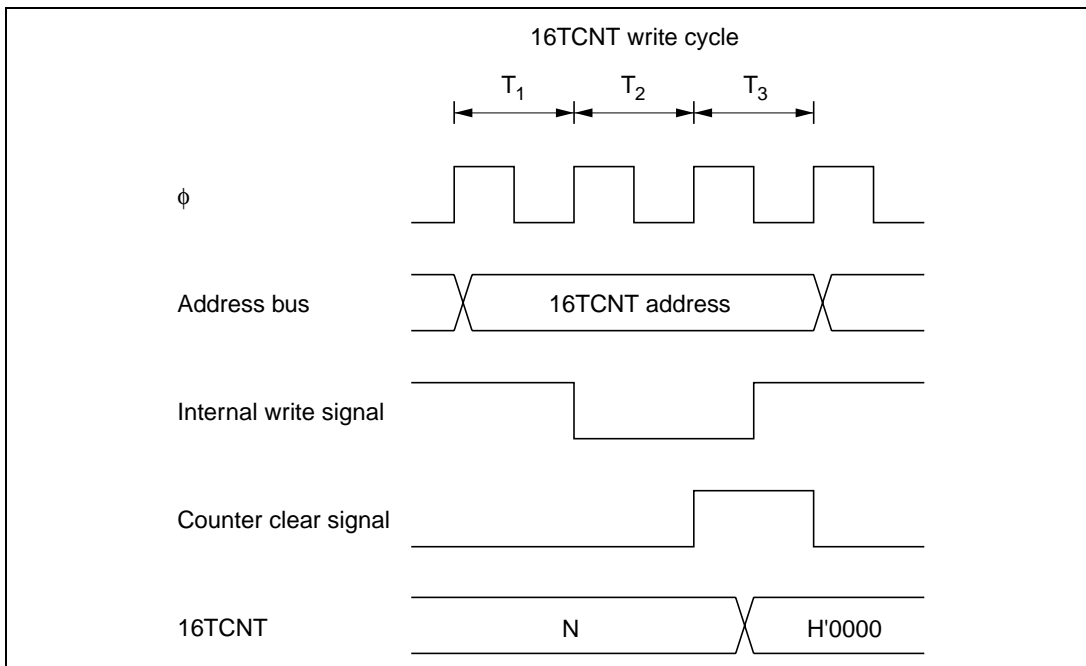 16TCNT write cycle
T1 T2 T3
φ
Address bus 16TCNT address
Internal write signal
Counter clear signal
16TCNT N H'0000